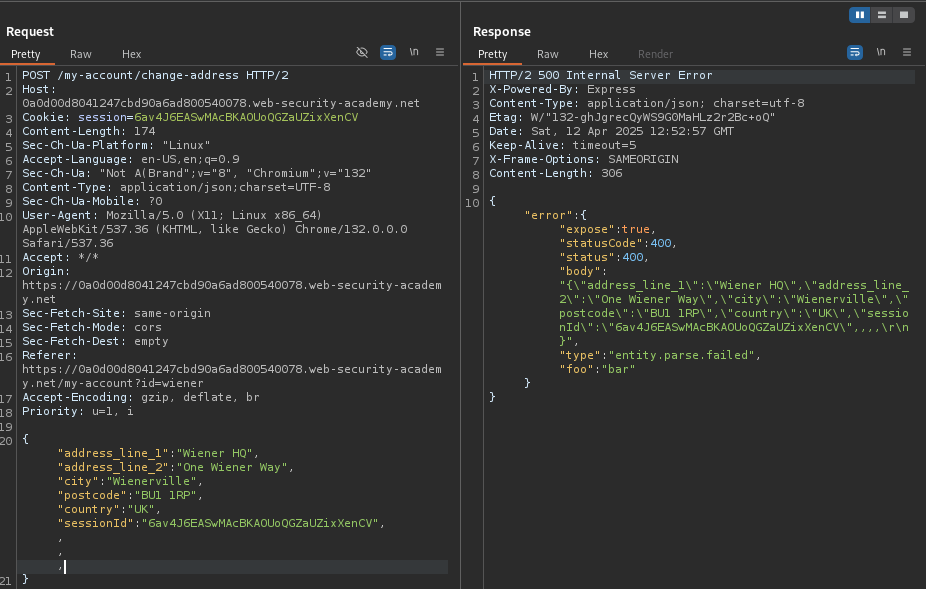 Request
Pretty Raw Hex \n
1 POST /my-account/change-address HTTP/2
2 Host:
0a0d00d8041247cbd90a6ad800540078.web-security-academy.net
3 Cookie: session=6av4J6EASwMAcBKAOUoQGZaUZixXenCV
4 Content-Length: 174
5 Sec-Ch-Ua-Platform: "Linux"
6 Accept-Language: en-US,en;q=0.9
7 Sec-Ch-Ua: "Not A(Brand";v="8", "Chromium";v="132"
8 Content-Type: application/json;charset=UTF-8
9 Sec-Ch-Ua-Mobile: ?0
10 User-Agent: Mozilla/5.0 (X11; Linux x86_64)
AppleWebKit/537.36 (KHTML, like Gecko) Chrome/132.0.0.0
Safari/537.36
11 Accept: */*
12 Origin:
https://0a0d00d8041247cbd90a6ad800540078.web-security-academ
y.net
13 Sec-Fetch-Site: same-origin
14 Sec-Fetch-Mode: cors
15 Sec-Fetch-Dest: empty
16 Referer:
https://0a0d00d8041247cbd90a6ad800540078.web-security-academ
y.net/my-account?id=wiener
17 Accept-Encoding: gzip, deflate, br
18 Priority: u=1, i
19
20 {
"address_line_1":"Wiener HQ",
"address_line_2":"One Wiener Way",
"city":"Wienerville",
"postcode":"BU1 1RP",
"country":"UK",
"sessionId":"6av4J6EASwMAcBKAOUoQGZaUZixXenCV",
,
,
,
21 }
Response
Pretty Raw Hex Render \n
1 HTTP/2 500 Internal Server Error
2 X-Powered-By: Express
3 Content-Type: application/json; charset=utf-8
4 Etag: W/"132-ghJgrecQyWS9G0MaHLz2r2Bc+oQ"
5 Date: Sat, 12 Apr 2025 12:52:57 GMT
6 Keep-Alive: timeout=5
7 X-Frame-Options: SAMEORIGIN
8 Content-Length: 306
9
10 {
"error":{
"expose":true,
"statusCode":400,
"status":400,
"body":
"{\"address_line_1\":\"Wiener HQ\",\"address_line_
2\":\"One Wiener Way\",\"city\":\"Wienerville\",\"
postcode\":\"BU1 1RP\",\"country\":\"UK\",\"sessio
nId\":\"6av4J6EASwMAcBKAOUoQGZaUZixXenCV\",,,,\r\n
}",
"type":"entity.parse.failed",
"foo":"bar"
}
}